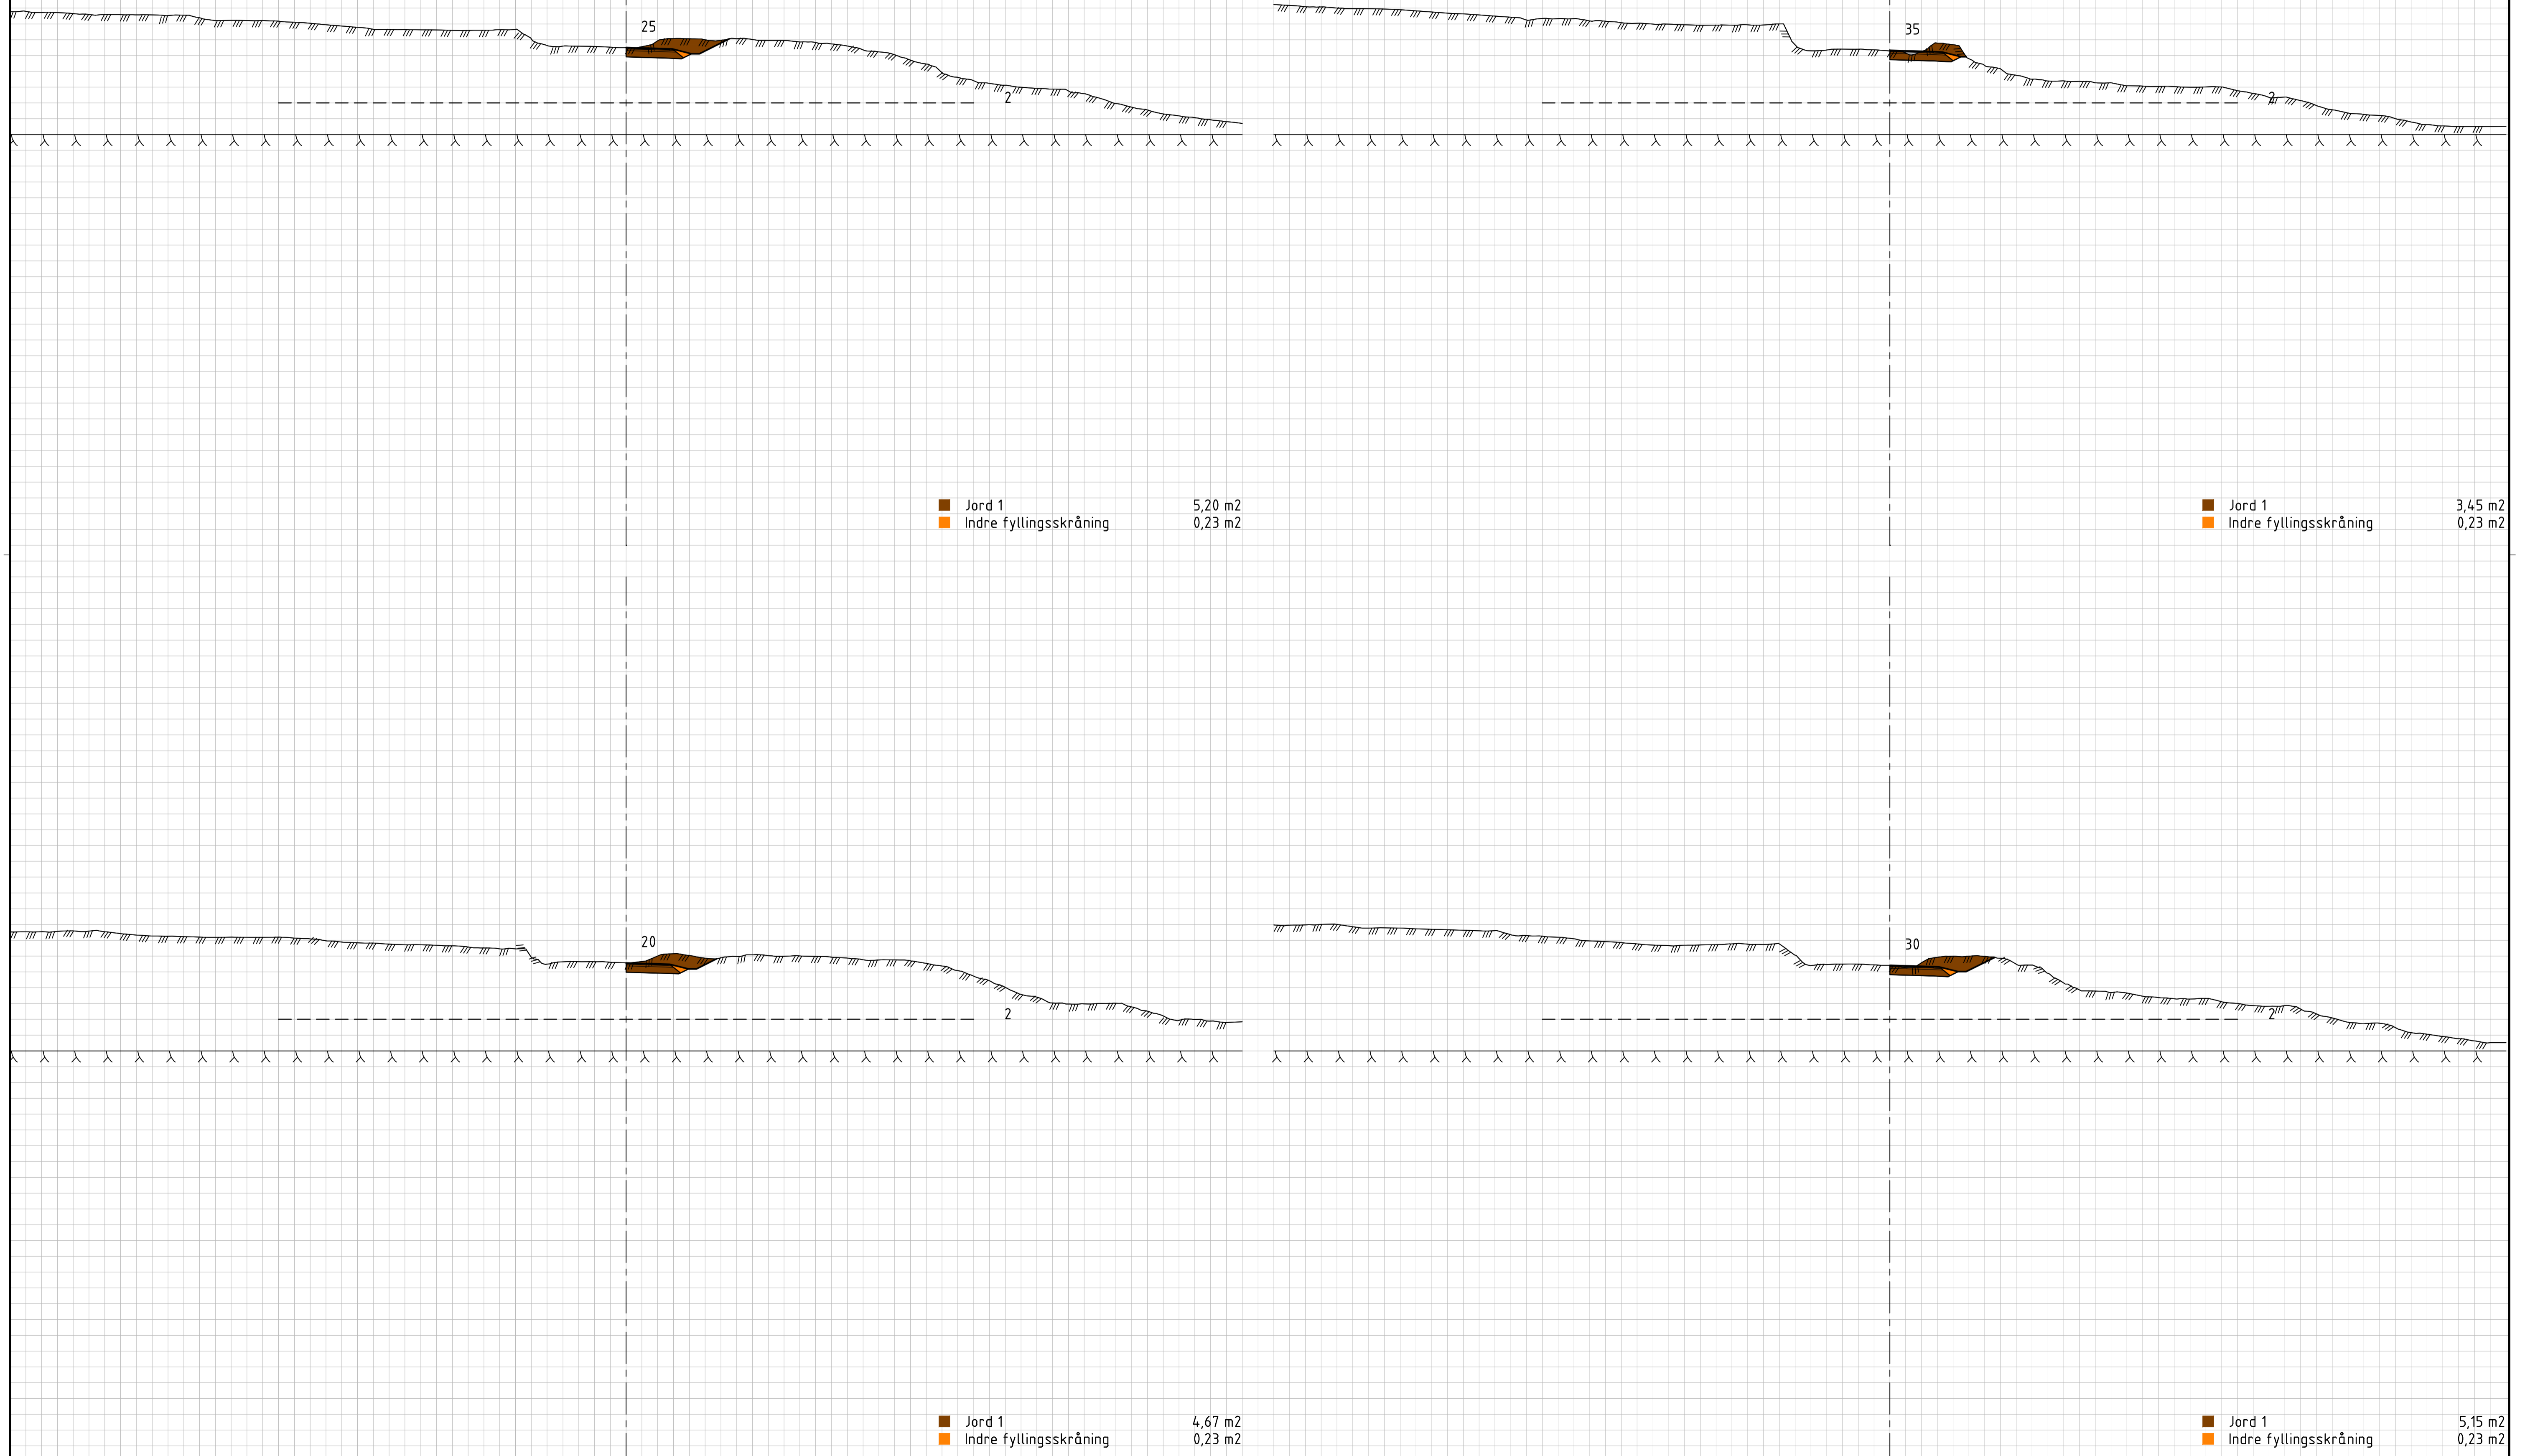 25
2
Jord 1 5,20 m2
Indre fyllingsskråning 0,23 m2
35
2
Jord 1 3,45 m2
Indre fyllingsskråning 0,23 m2
20
2
Jord 1 4,67 m2
Indre fyllingsskråning 0,23 m2
30
2
Jord 1 5,15 m2
Indre fyllingsskråning 0,23 m2